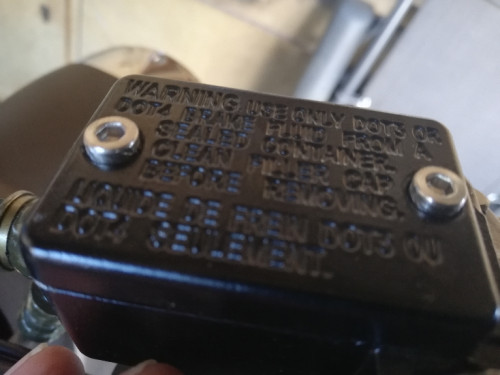 WARNING USE ONLY DOT3 OR
DOT4 BRAKE FLUID FROM A
SEALED CONTAINER.
CLEAN FILLER CAP
BEFORE REMOVING.
LIQUIDE DE FREIN DOT3 OU
DOT4 SEULEMENT.